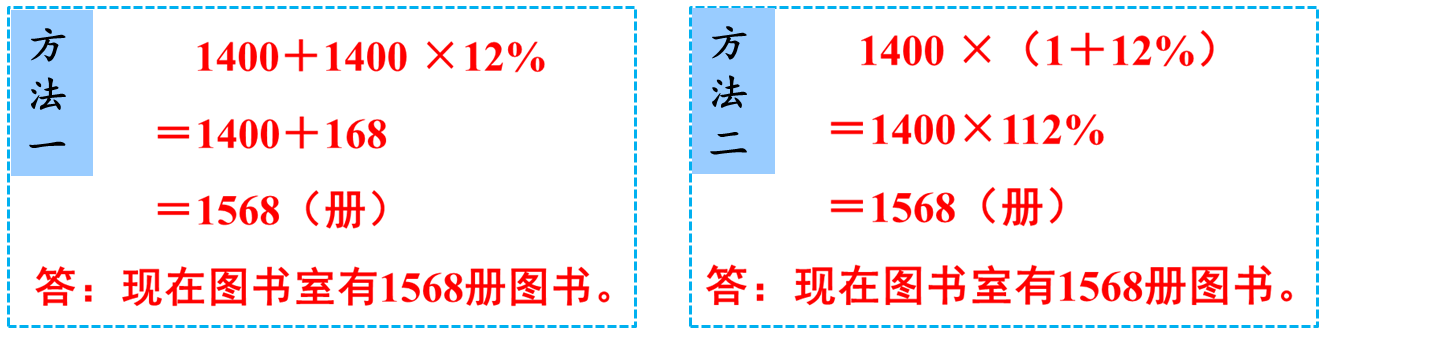 方法一
1400＋1400 ×12%
＝1400＋168
＝1568（册）
答：现在图书室有1568册图书。
方法二
1400 ×（1＋12%）
＝1400×112%
＝1568（册）
答：现在图书室有1568册图书。